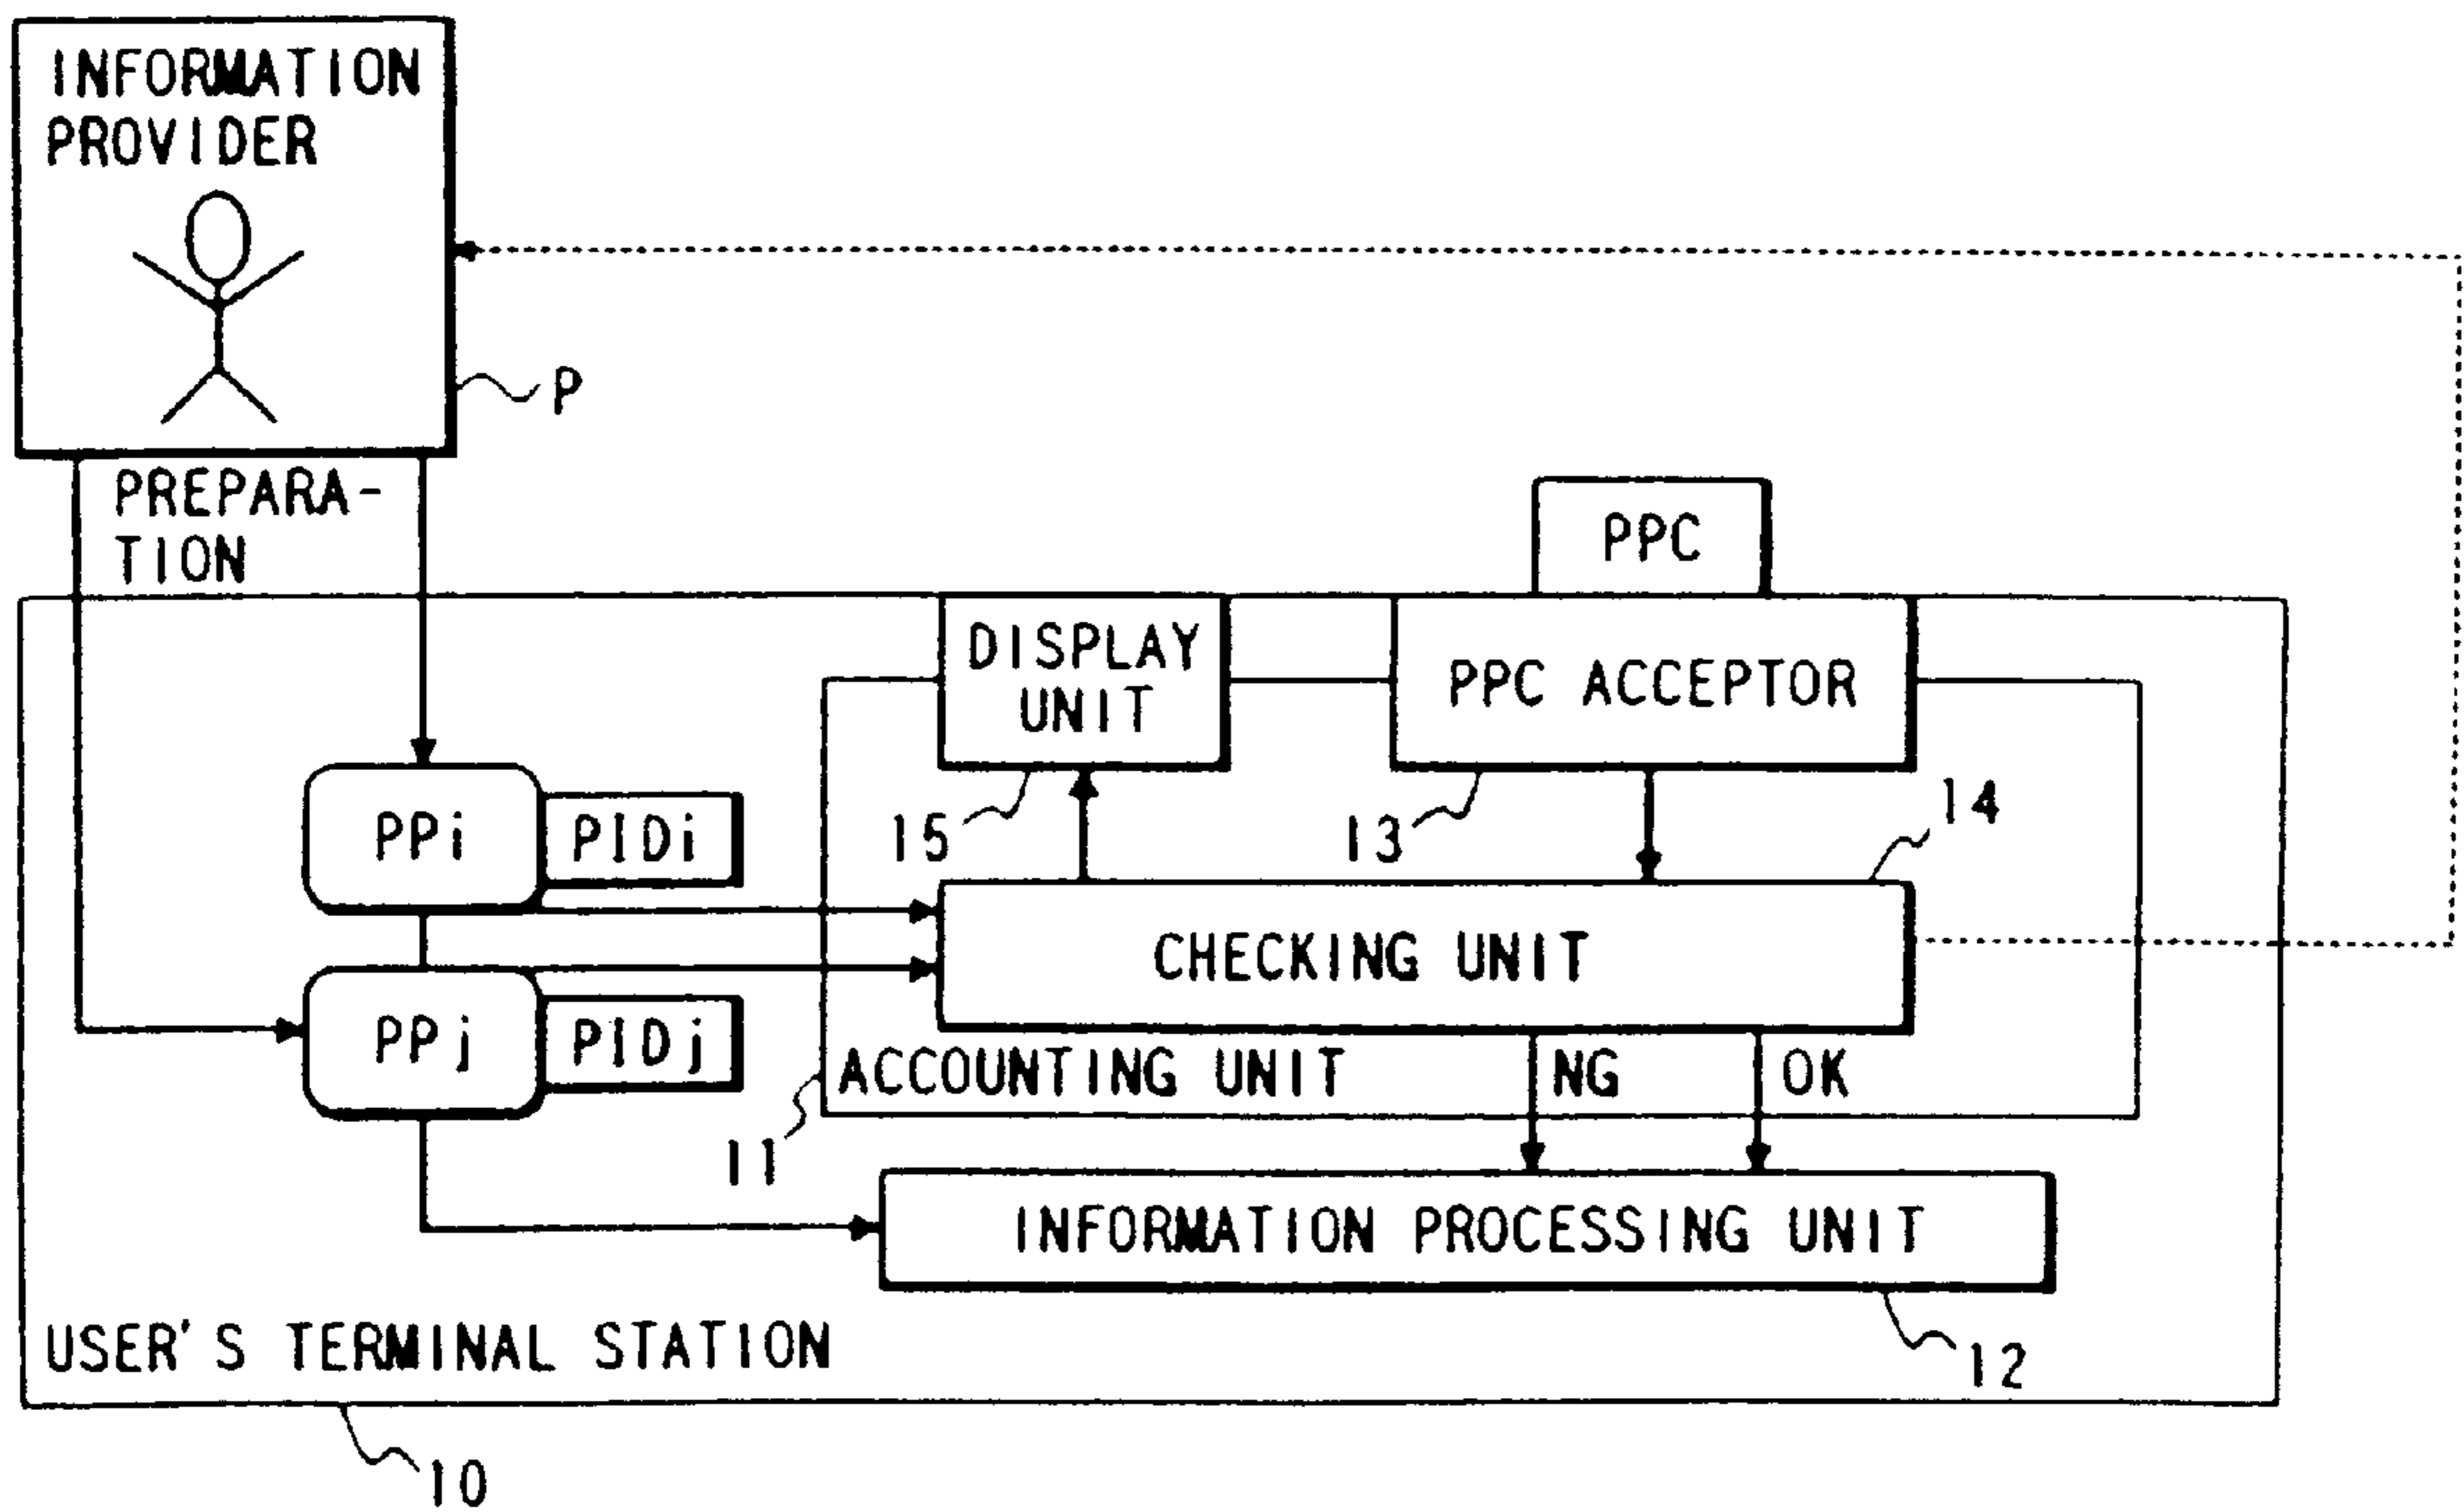 INFORMATION
PROVIDER
P
PREPARA-
TION
PPC
DISPLAY
UNIT
PPC ACCEPTOR
PPi
PIDi
15
13
14
CHECKING UNIT
PPj
PIDj
ACCOUNTING UNIT
NG
OK
11
INFORMATION PROCESSING UNIT
USER'S TERMINAL STATION
12
10